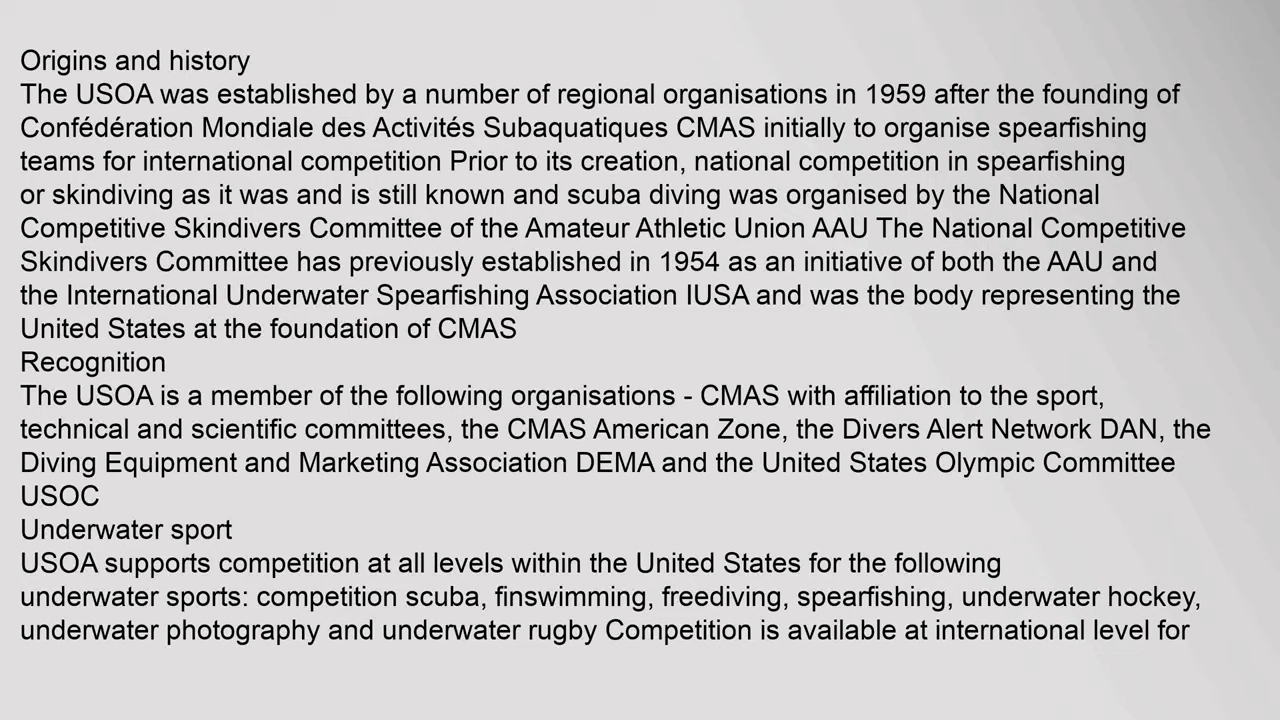 Origins and history
The USOA was established by a number of regional organisations in 1959 after the founding of
Confédération Mondiale des Activités Subaquatiques CMAS initially to organise spearfishing
teams for international competition Prior to its creation, national competition in spearfishing
or skindiving as it was and is still known and scuba diving was organised by the National
Competitive Skindivers Committee of the Amateur Athletic Union AAU The National Competitive
Skindivers Committee has previously established in 1954 as an initiative of both the AAU and
the International Underwater Spearfishing Association IUSA and was the body representing the
United States at the foundation of CMAS
Recognition
The USOA is a member of the following organisations - CMAS with affiliation to the sport,
technical and scientific committees, the CMAS American Zone, the Divers Alert Network DAN, the
Diving Equipment and Marketing Association DEMA and the United States Olympic Committee
USOC
Underwater sport
USOA supports competition at all levels within the United States for the following
underwater sports: competition scuba, finswimming, freediving, spearfishing, underwater hockey,
underwater photography and underwater rugby Competition is available at international level for